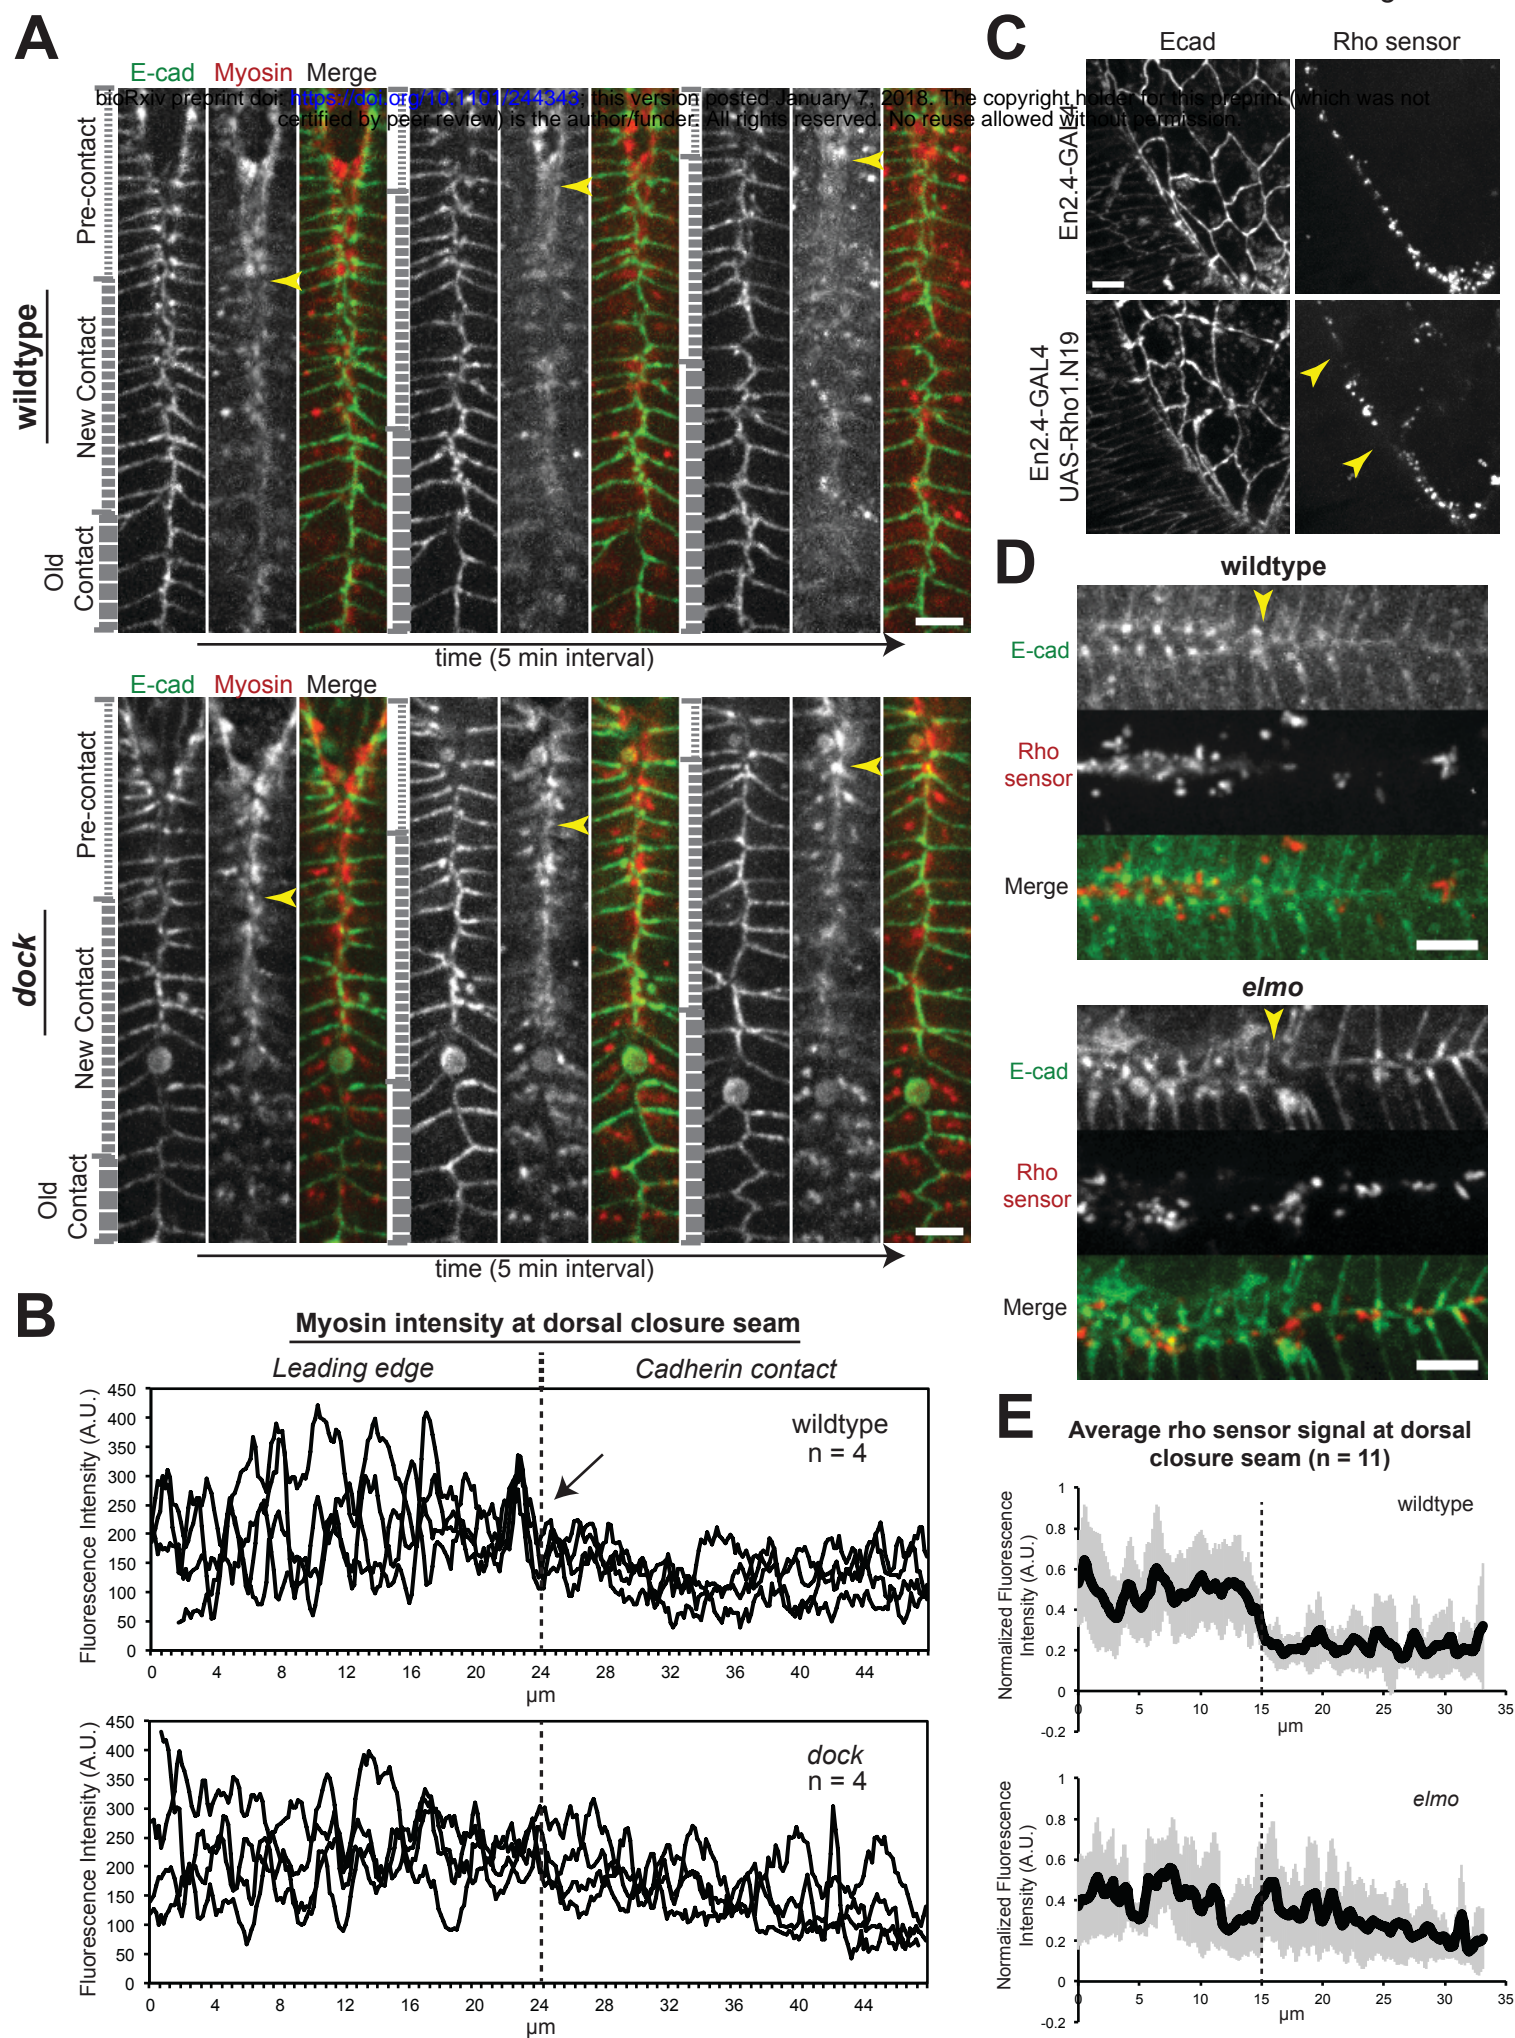 A
E-cad Myosin Merge
bioRxiv preprint doi: https://doi.org/10.1101/244343; this version posted January 7, 2018. The copyright holder for this preprint (which was not
certified by peer review) is the author/funder. All rights reserved. No reuse allowed without permission.
wildtype
Pre-contact
New Contact
Old
Contact
time (5 min interval)
E-cad Myosin Merge
dock
Pre-contact
New Contact
Old
Contact
time (5 min interval)
B
Myosin intensity at dorsal closure seam
Leading edge
Cadherin contact
Fluorescence Intensity (A.U.)
450
400
350
300
250
200
150
100
50
0
wildtype
n = 4
0 4 8 12 16 20 24 28 32 36 40 44
µm
Fluorescence Intensity (A.U.)
450
400
350
300
250
200
150
100
50
0
dock
n = 4
0 4 8 12 16 20 24 28 32 36 40 44
µm
C
Ecad Rho sensor
En2.4-GAL4
En2.4-GAL4
UAS-Rho1.N19
D
wildtype
E-cad
Rho
sensor
Merge
elmo
E-cad
Rho
sensor
Merge
E
Average rho sensor signal at dorsal
closure seam (n = 11)
Normalized Fluorescence
Intensity (A.U.)
1
0.8
0.6
0.4
0.2
0
-0.2
wildtype
0 5 10 15 20 25 30 35
µm
Normalized Fluorescence
Intensity (A.U.)
1
0.8
0.6
0.4
0.2
0
-0.2
elmo
0 5 10 15 20 25 30 35
µm